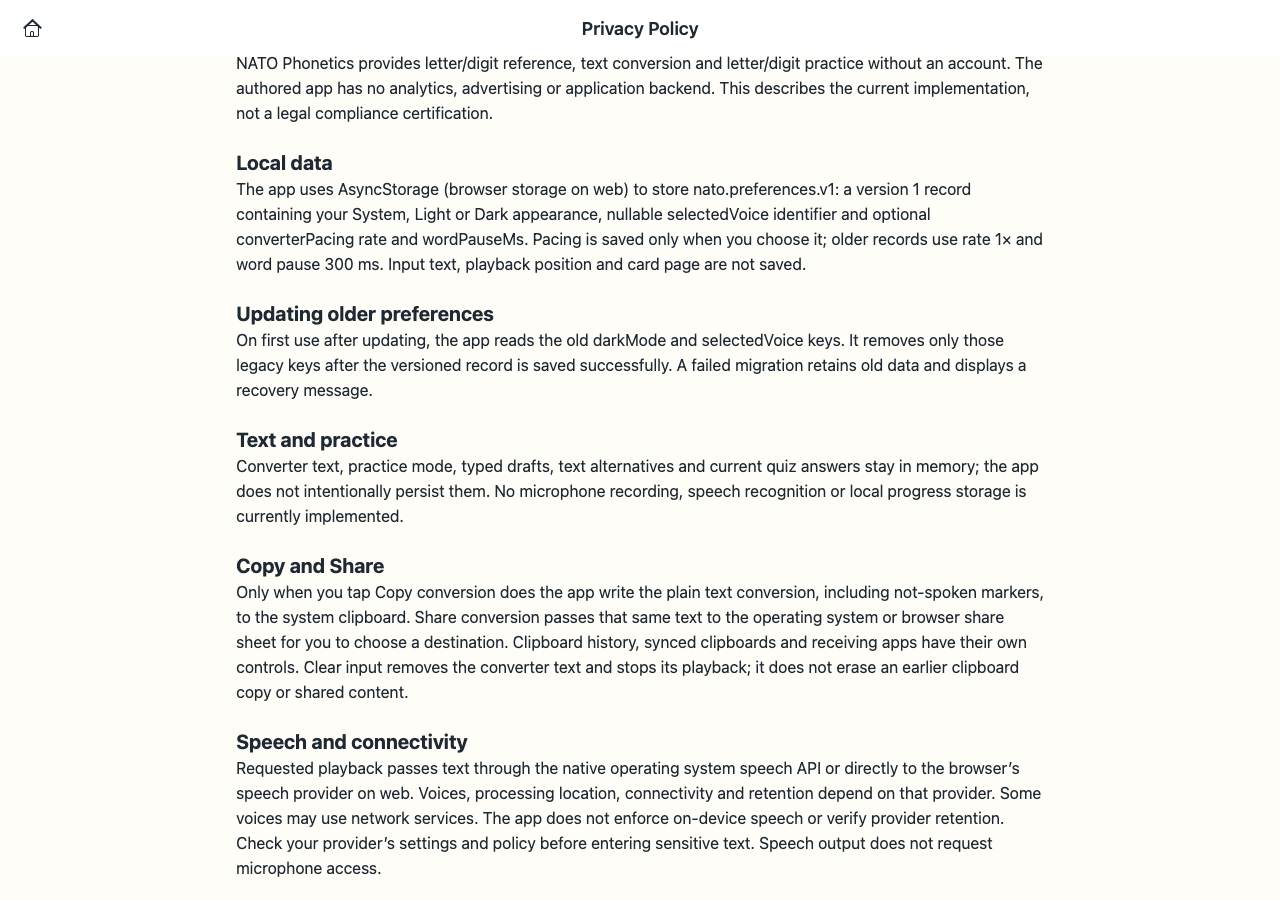 Privacy Policy
NATO Phonetics provides letter/digit reference, text conversion and letter/digit practice without an account. The
authored app has no analytics, advertising or application backend. This describes the current implementation,
not a legal compliance certification.
Local data
The app uses AsyncStorage (browser storage on web) to store nato.preferences.v1: a version 1 record
containing your System, Light or Dark appearance, nullable selectedVoice identifier and optional
converterPacing rate and wordPauseMs. Pacing is saved only when you choose it; older records use rate 1× and
word pause 300 ms. Input text, playback position and card page are not saved.
Updating older preferences
On first use after updating, the app reads the old darkMode and selectedVoice keys. It removes only those
legacy keys after the versioned record is saved successfully. A failed migration retains old data and displays a
recovery message.
Text and practice
Converter text, practice mode, typed drafts, text alternatives and current quiz answers stay in memory; the app
does not intentionally persist them. No microphone recording, speech recognition or local progress storage is
currently implemented.
Copy and Share
Only when you tap Copy conversion does the app write the plain text conversion, including not-spoken markers,
to the system clipboard. Share conversion passes that same text to the operating system or browser share
sheet for you to choose a destination. Clipboard history, synced clipboards and receiving apps have their own
controls. Clear input removes the converter text and stops its playback; it does not erase an earlier clipboard
copy or shared content.
Speech and connectivity
Requested playback passes text through the native operating system speech API or directly to the browser’s
speech provider on web. Voices, processing location, connectivity and retention depend on that provider. Some
voices may use network services. The app does not enforce on-device speech or verify provider retention.
Check your provider’s settings and policy before entering sensitive text. Speech output does not request
microphone access.